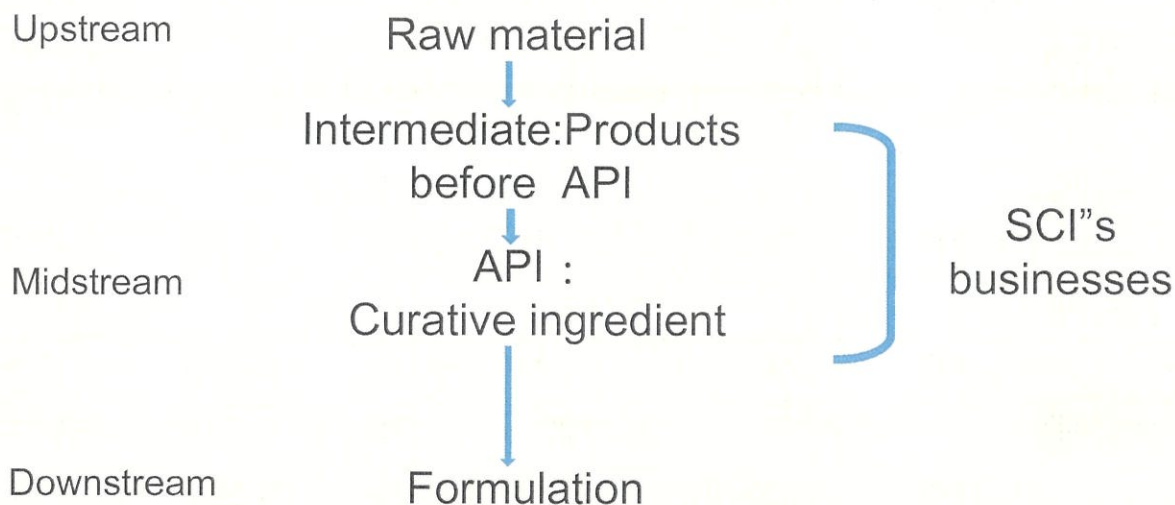 Upstream
Raw material
Intermediate:Products
before API
Midstream
API :
Curative ingredient
SCI”s
businesses
Downstream
Formulation